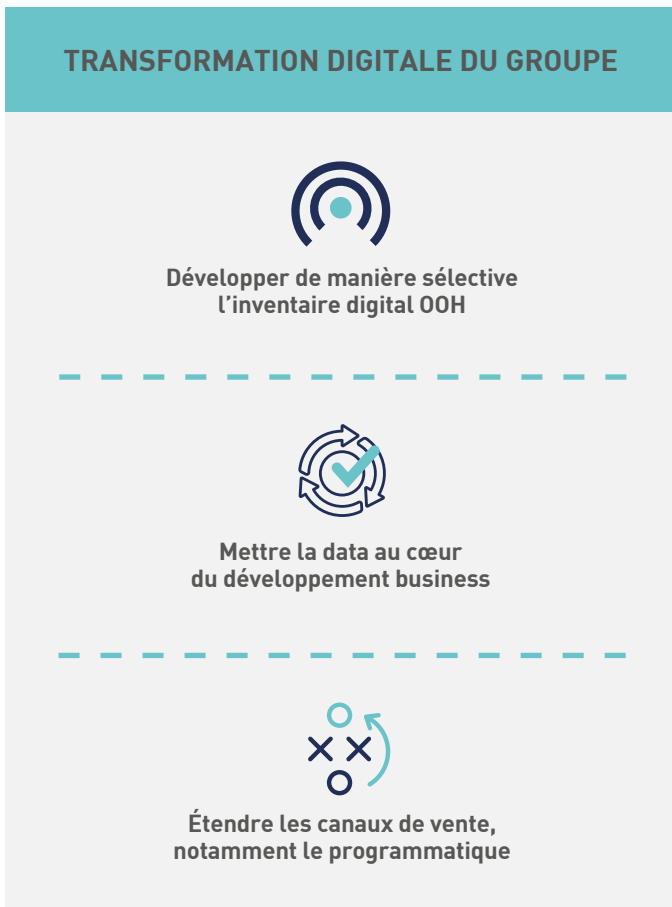 TRANSFORMATION DIGITALE DU GROUPE
Développer de manière sélective
l’inventaire digital OOH
Mettre la data au cœur
du développement business
Étendre les canaux de vente,
notamment le programmatique